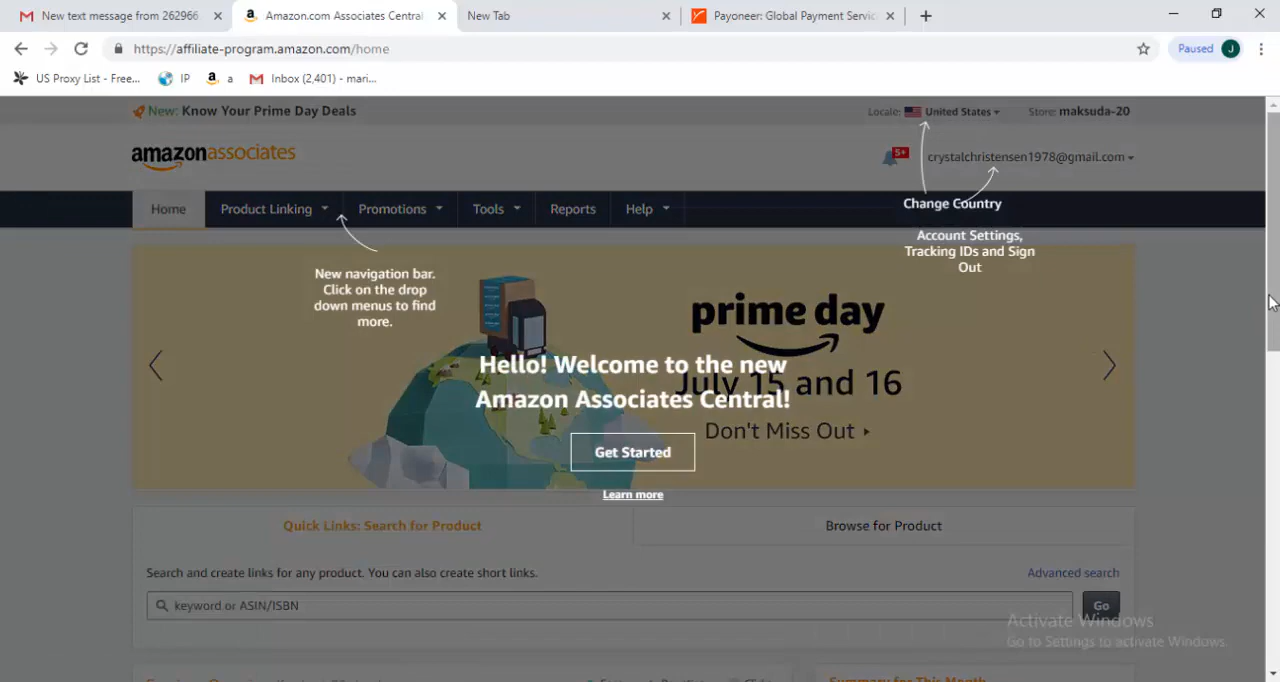 New text message from 262966
Amazon.com Associates Central
New Tab
Payoneer: Global Payment Servic
https://affiliate-program.amazon.com/home
Paused J
US Proxy List - Free...
IP
a
Inbox (2,401) - mari...
New: Know Your Prime Day Deals
Locale: United States
Store: maksuda-20
amazonassociates
5+
crystalchristensen1978@gmail.com
Home
Product Linking
Promotions
Tools
Reports
Help
Change Country
Account Settings,
Tracking IDs and Sign
Out
New navigation bar.
Click on the drop
down menus to find
more.
prime day
July 15 and 16
Don't Miss Out
Hello! Welcome to the new
Amazon Associates Central!
Get Started
Learn more
Quick Links: Search for Product
Browse for Product
Search and create links for any product. You can also create short links.
Advanced search
keyword or ASIN/ISBN
Go
Activate Windows
Go to Settings to activate Windows.
Summary for This Month